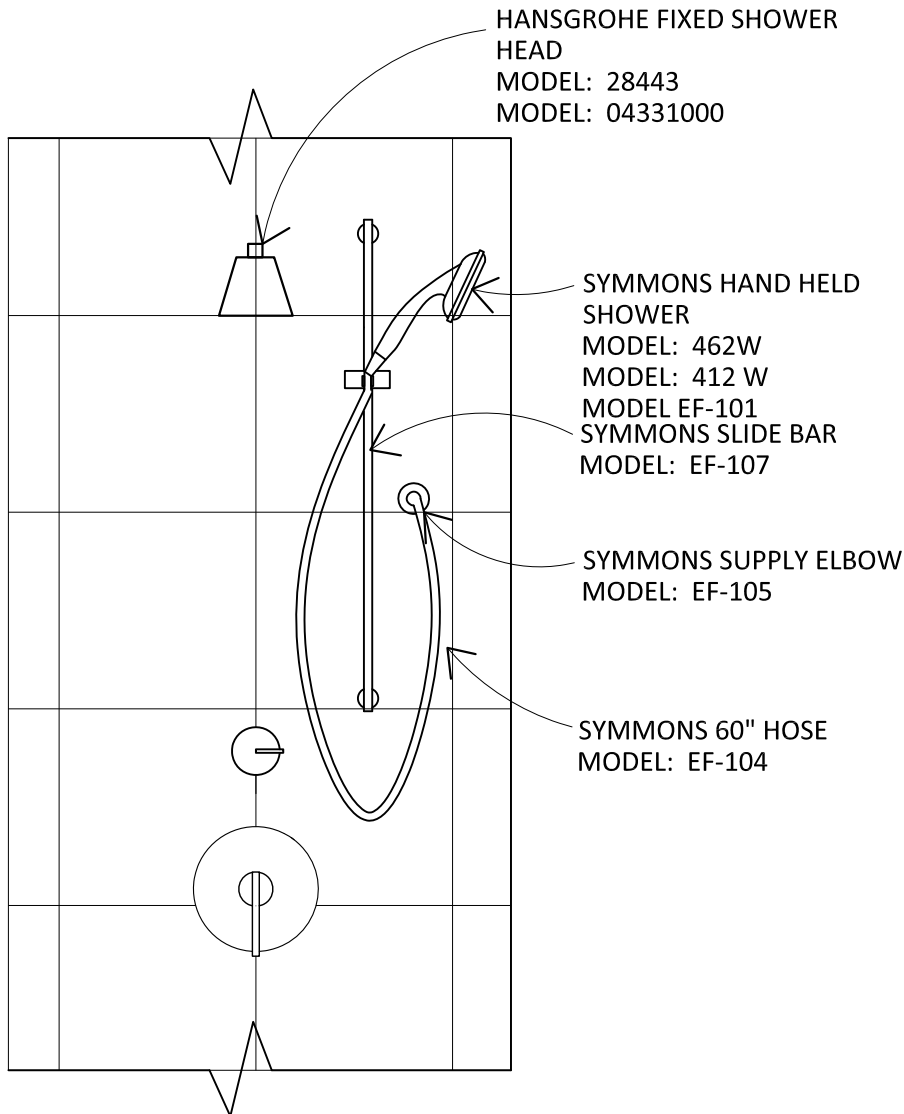 HANSGROHE FIXED SHOWER
HEAD
MODEL: 28443
MODEL: 04331000
SYMMONS HAND HELD
SHOWER
MODEL: 462W
MODEL: 412 W
MODEL EF-101
SYMMONS SLIDE BAR
MODEL: EF-107
SYMMONS SUPPLY ELBOW
MODEL: EF-105
SYMMONS 60" HOSE
MODEL: EF-104